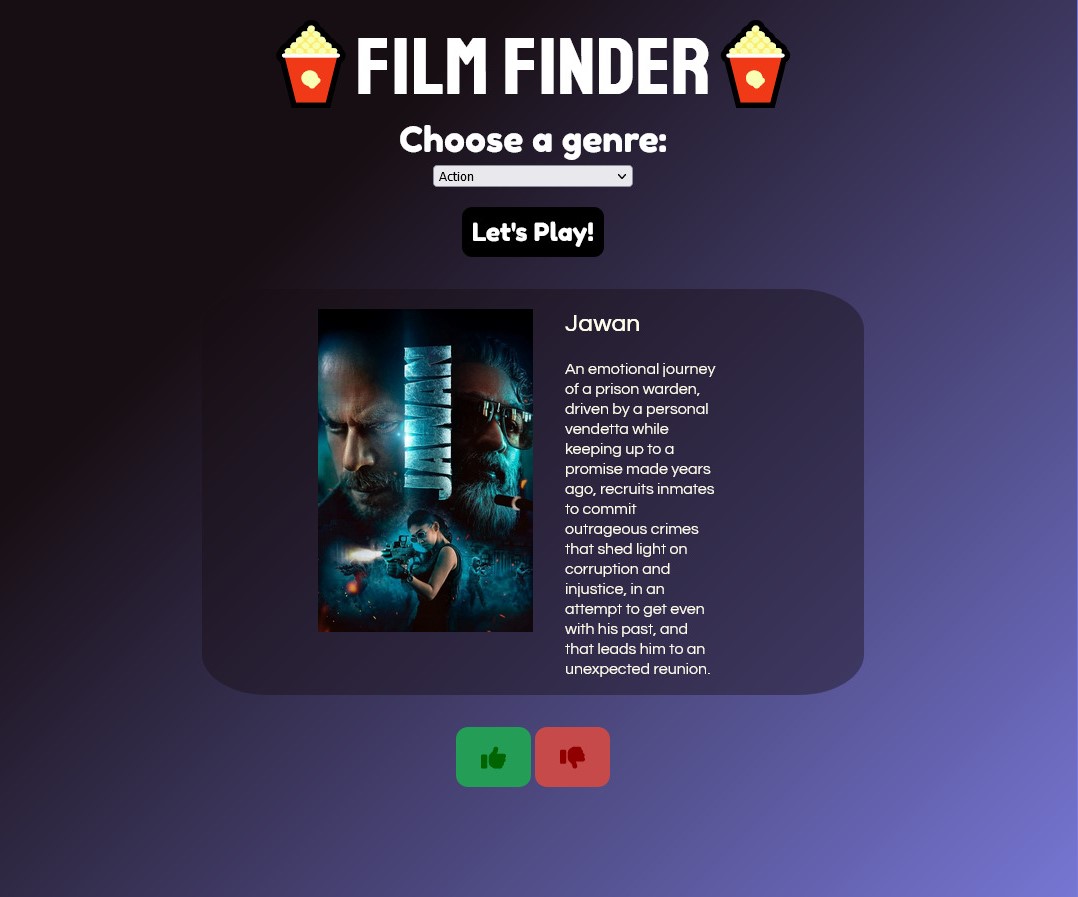 FILM FINDER
Choose a genre:
Action
Let's Play!
JAWAN
Jawan
An emotional journey
of a prison warden,
driven by a personal
vendetta while
keeping up to a
promise made years
ago, recruits inmates
to commit
outrageous crimes
that shed light on
corruption and
injustice, in an
attempt to get even
with his past, and
that leads him to an
unexpected reunion.